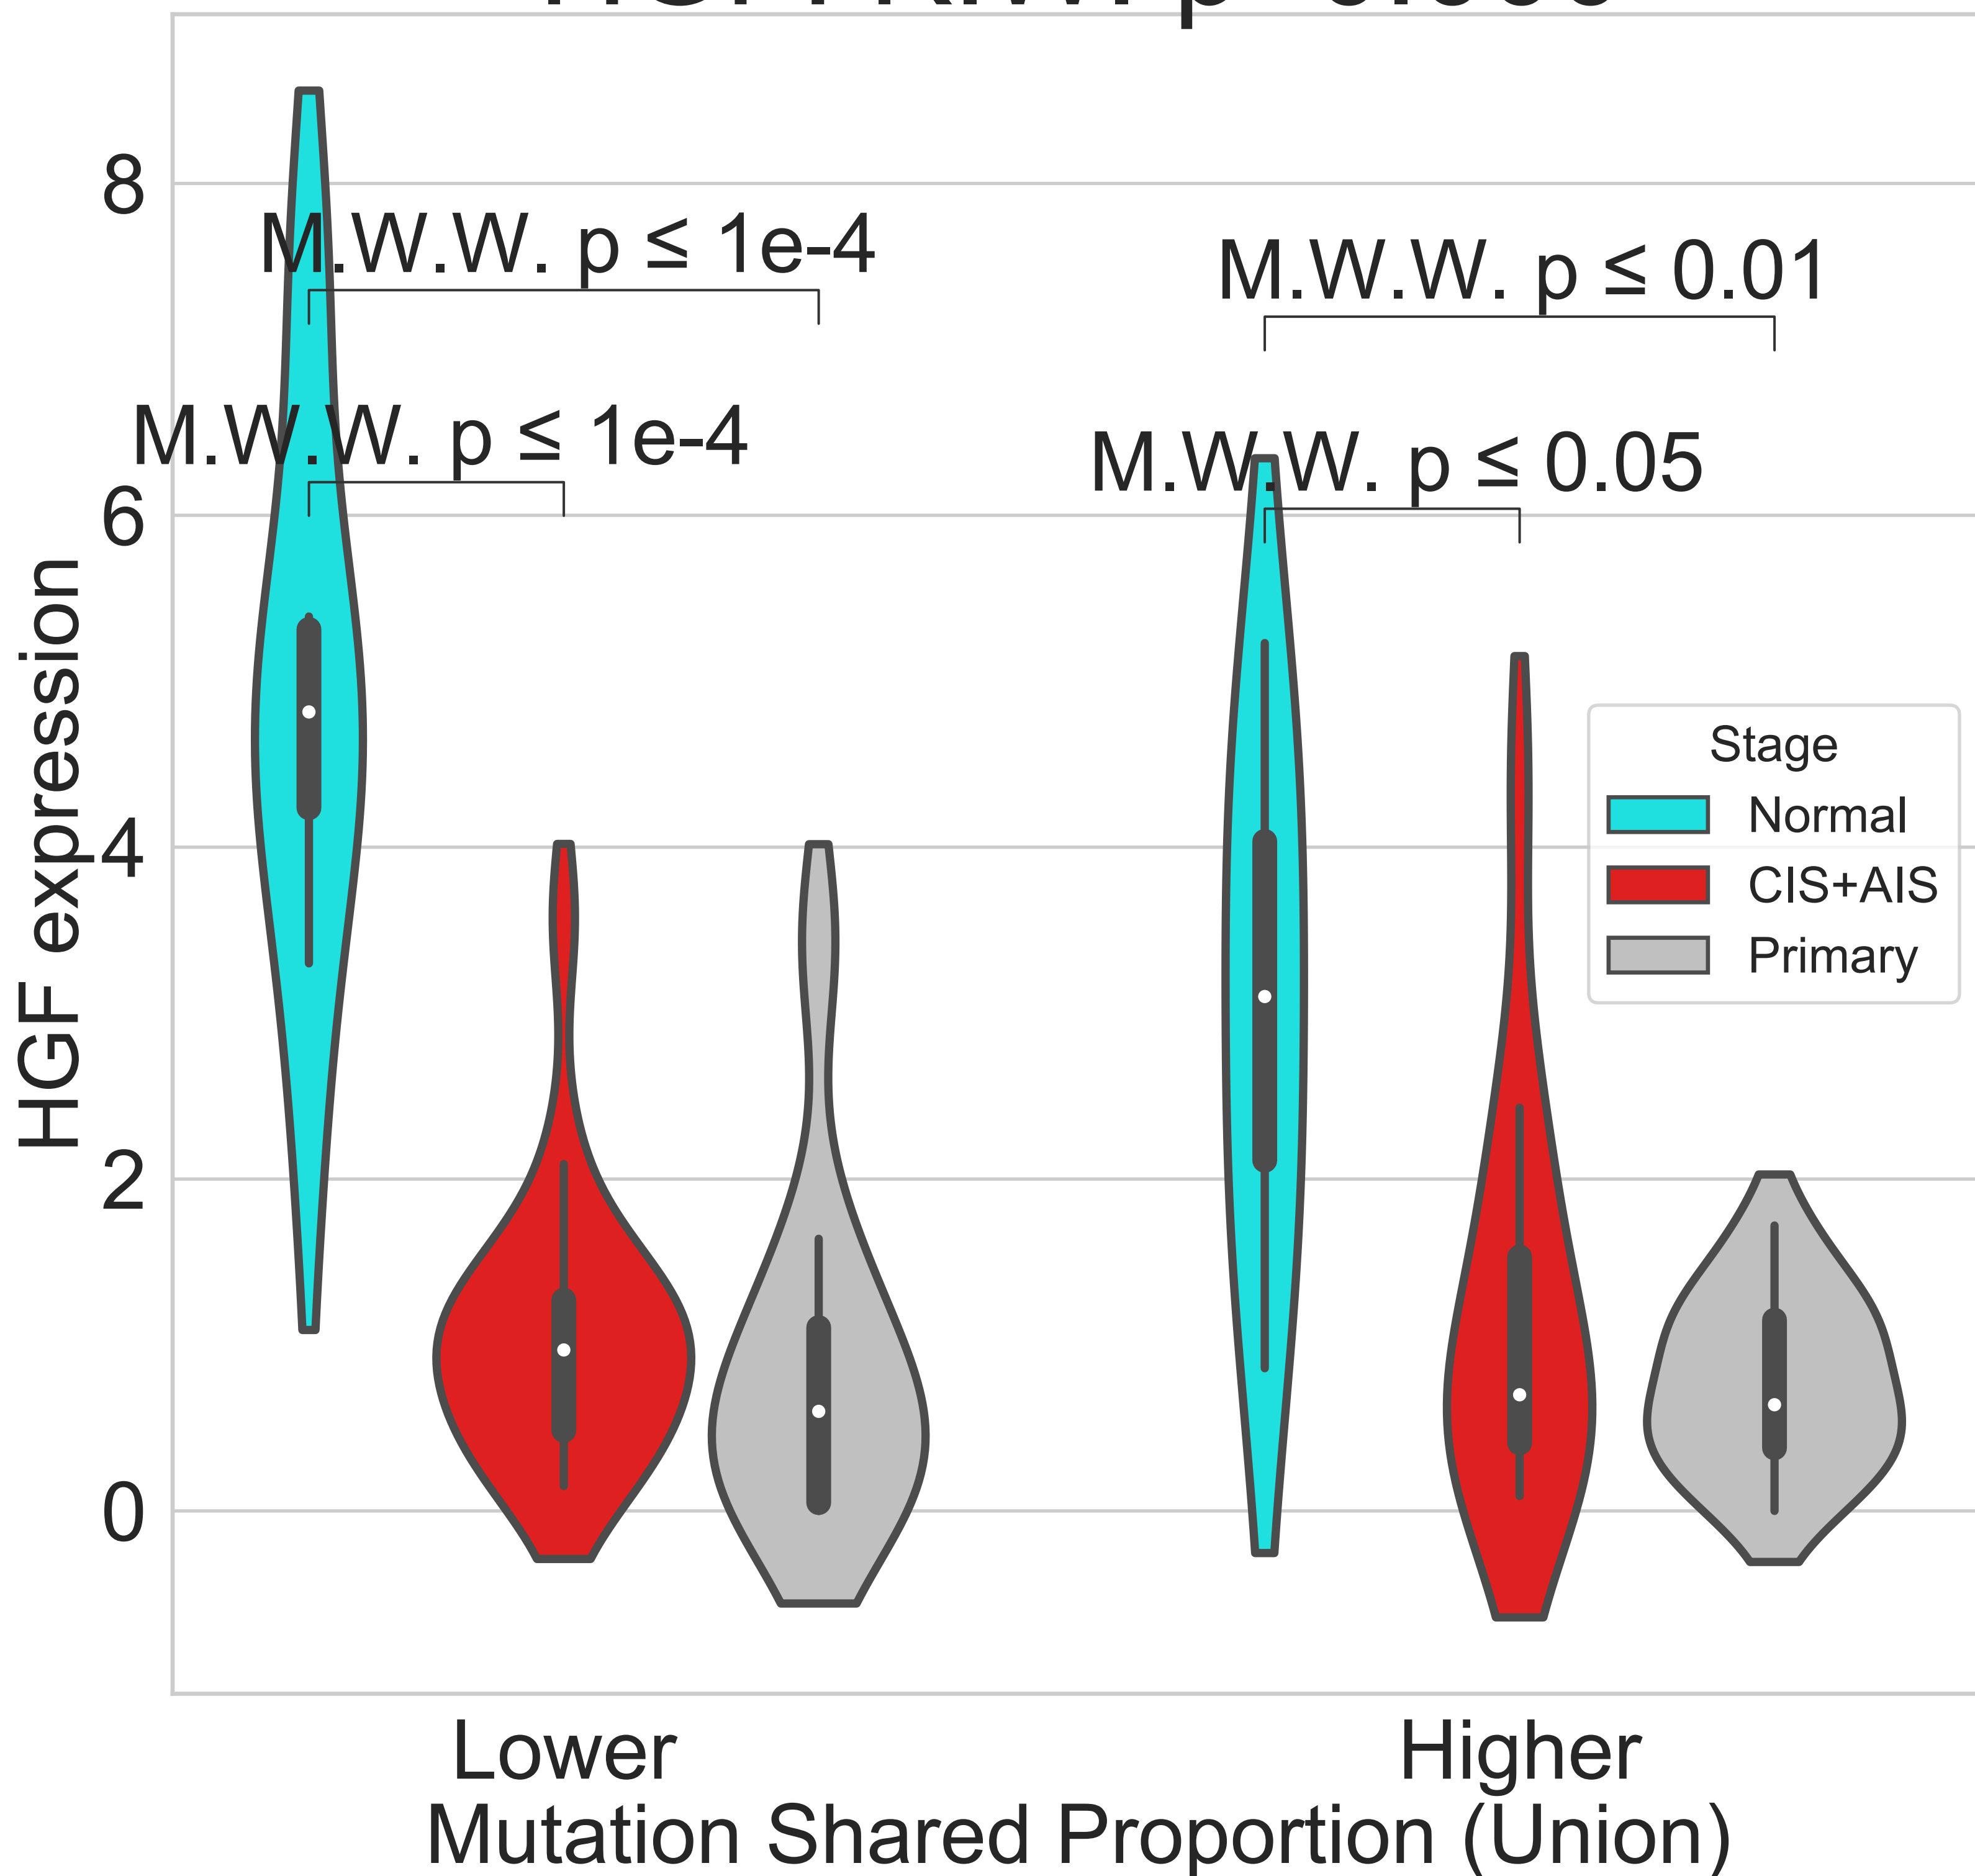 8
M.W.W. p ≤ 1e-4
M.W.W. p ≤ 0.01
M.W.W. p ≤ 1e-4
M.W.W. p ≤ 0.05
6
HGF expression
Stage
Normal
4
CIS+AIS
Primary
2
0
Lower
Higher
Mutation Shared Proportion (Union)